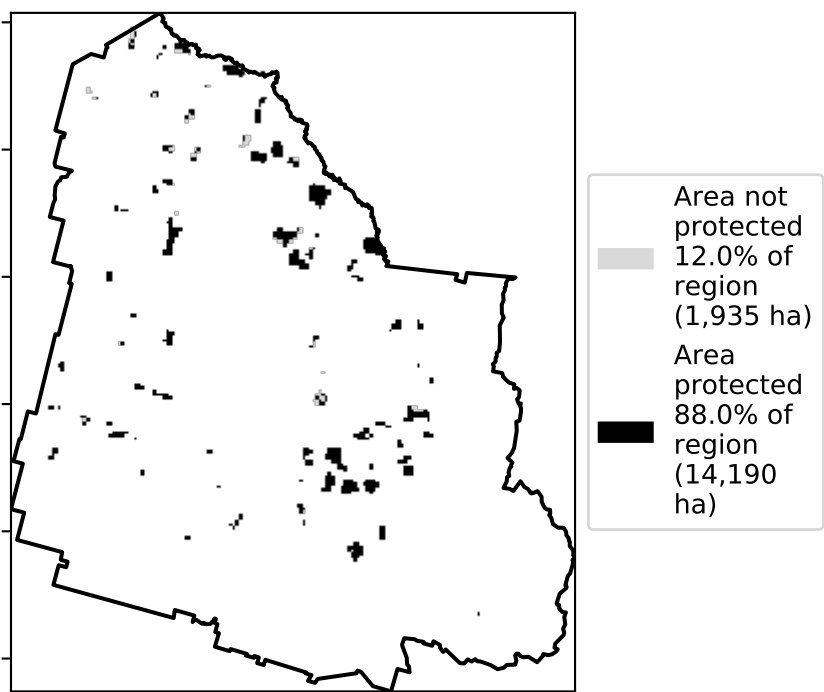 Area not
protected
12.0% of
region
(1,935 ha)
Area
protected
88.0% of
region
(14,190
ha)